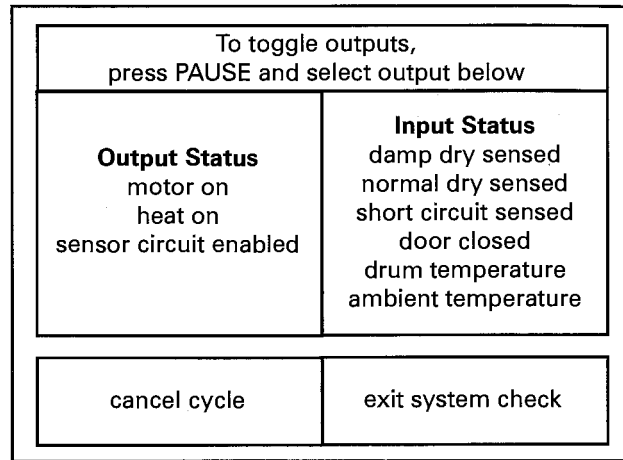 To toggle outputs,
press PAUSE and select output below
Output Status
motor on
heat on
sensor circuit enabled
Input Status
damp dry sensed
normal dry sensed
short circuit sensed
door closed
drum temperature
ambient temperature
cancel cycle
exit system check